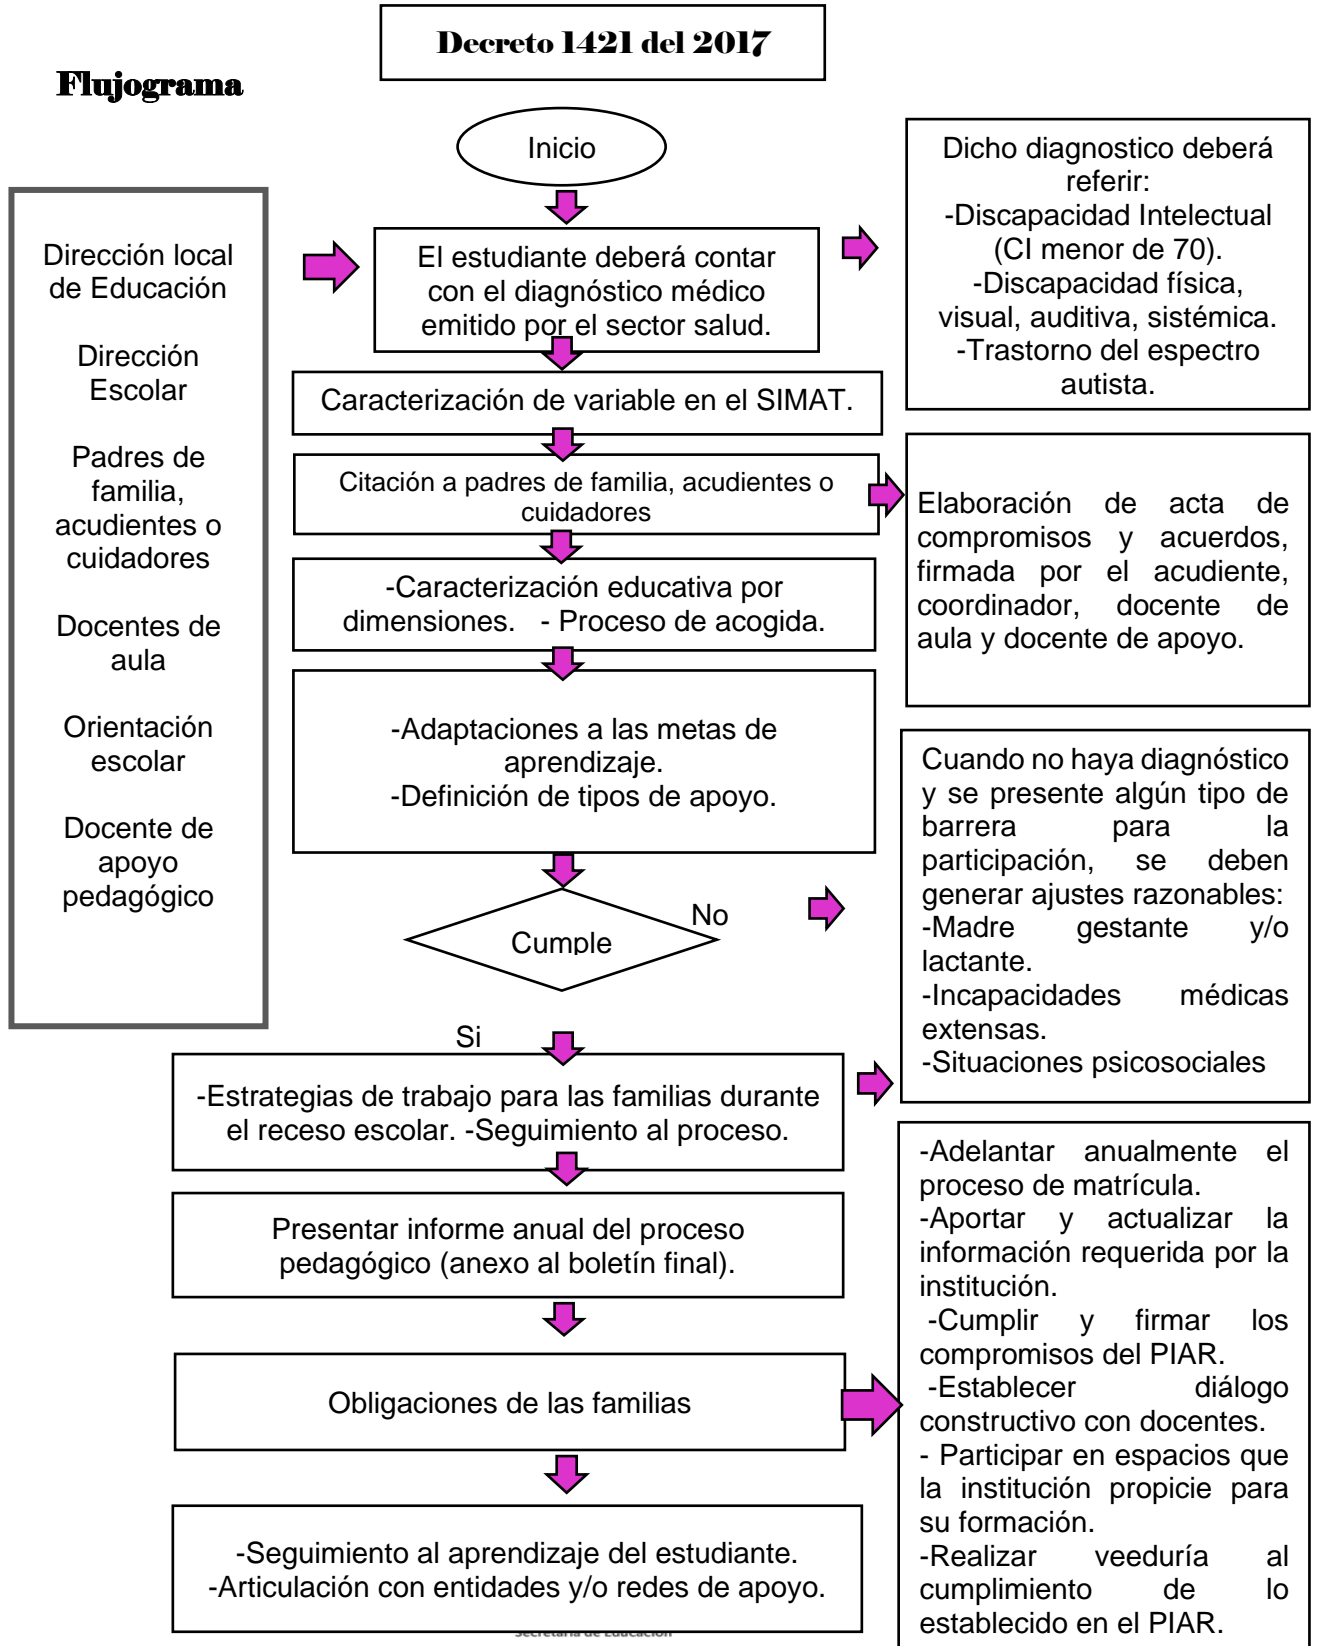 Decreto 1421 del 2017
Flujograma
Inicio
Dirección local
de Educación
Dirección
Escolar
Padres de
familia,
acudientes o
cuidadores
Docentes de
aula
Orientación
escolar
Docente de
apoyo
pedagógico
El estudiante deberá contar
con el diagnóstico médico
emitido por el sector salud.
Dicho diagnostico deberá
referir:
-Discapacidad Intelectual
(CI menor de 70).
-Discapacidad física,
visual, auditiva, sistémica.
-Trastorno del espectro
autista.
Caracterización de variable en el SIMAT.
Citación a padres de familia, acudientes o
cuidadores
Elaboración de acta de
compromisos y acuerdos,
firmada por el acudiente,
coordinador, docente de
aula y docente de apoyo.
-Caracterización educativa por
dimensiones.   - Proceso de acogida.
-Adaptaciones a las metas de
aprendizaje.
-Definición de tipos de apoyo.
Cumple
No
Cuando no haya diagnóstico
y se presente algún tipo de
barrera para la
participación, se deben
generar ajustes razonables:
-Madre gestante y/o
lactante.
-Incapacidades médicas
extensas.
-Situaciones psicosociales
Si
-Estrategias de trabajo para las familias durante
el receso escolar. -Seguimiento al proceso.
Presentar informe anual del proceso
pedagógico (anexo al boletín final).
Obligaciones de las familias
-Adelantar anualmente el
proceso de matrícula.
-Aportar y actualizar la
información requerida por la
institución.
-Cumplir y firmar los
compromisos del PIAR.
-Establecer diálogo
constructivo con docentes.
- Participar en espacios que
la institución propicie para
su formación.
-Realizar veeduría al
cumplimiento de lo
establecido en el PIAR.
-Seguimiento al aprendizaje del estudiante.
-Articulación con entidades y/o redes de apoyo.
Secretaría de Educación